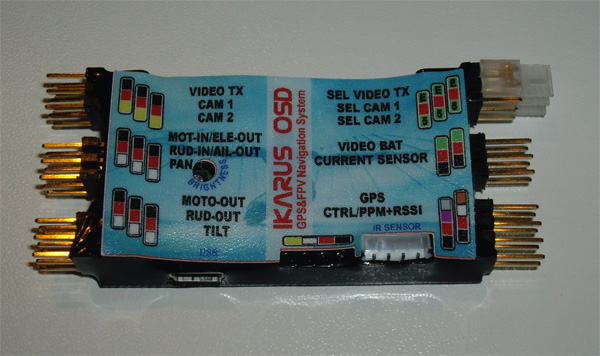 VIDEO TX
CAM 1
CAM 2
MOT-IN/ELE-OUT
RUD-IN/AIL-OUT
PAN
BRIGHTNESS
MOTO-OUT
RUD-OUT
TILT
USB
IKARUS OSD
GPS&FPV Navigation System
SEL VIDEO TX
SEL CAM 1
SEL CAM 2
VIDEO BAT
CURRENT SENSOR
GPS
CTRL/PPM+RSSI
IR SENSOR